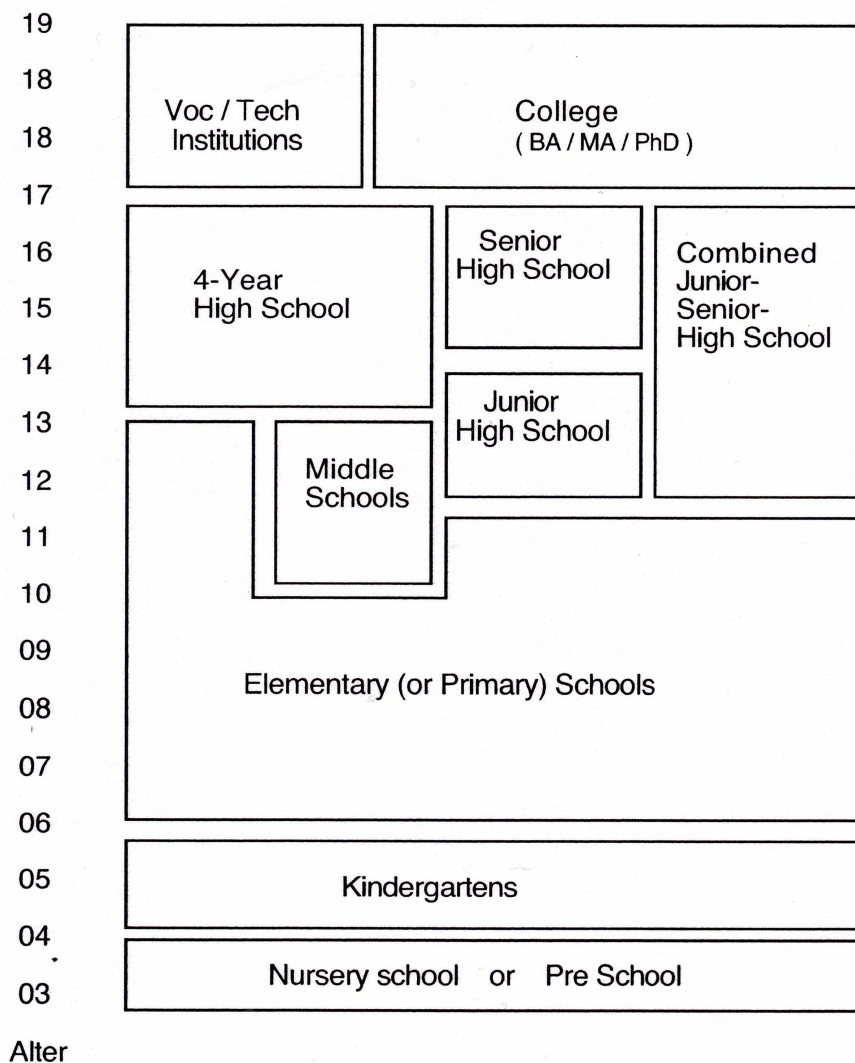 19
18
18
17
16
15
14
13
12
11
10
09
08
07
06
05
04
03
Alter
Voc / Tech
Institutions
College
( BA / MA / PhD )
4-Year
High School
Senior
High School
Combined
Junior-
Senior-
High School
Junior
High School
Middle
Schools
Elementary (or Primary) Schools
Kindergartens
Nursery school or Pre School